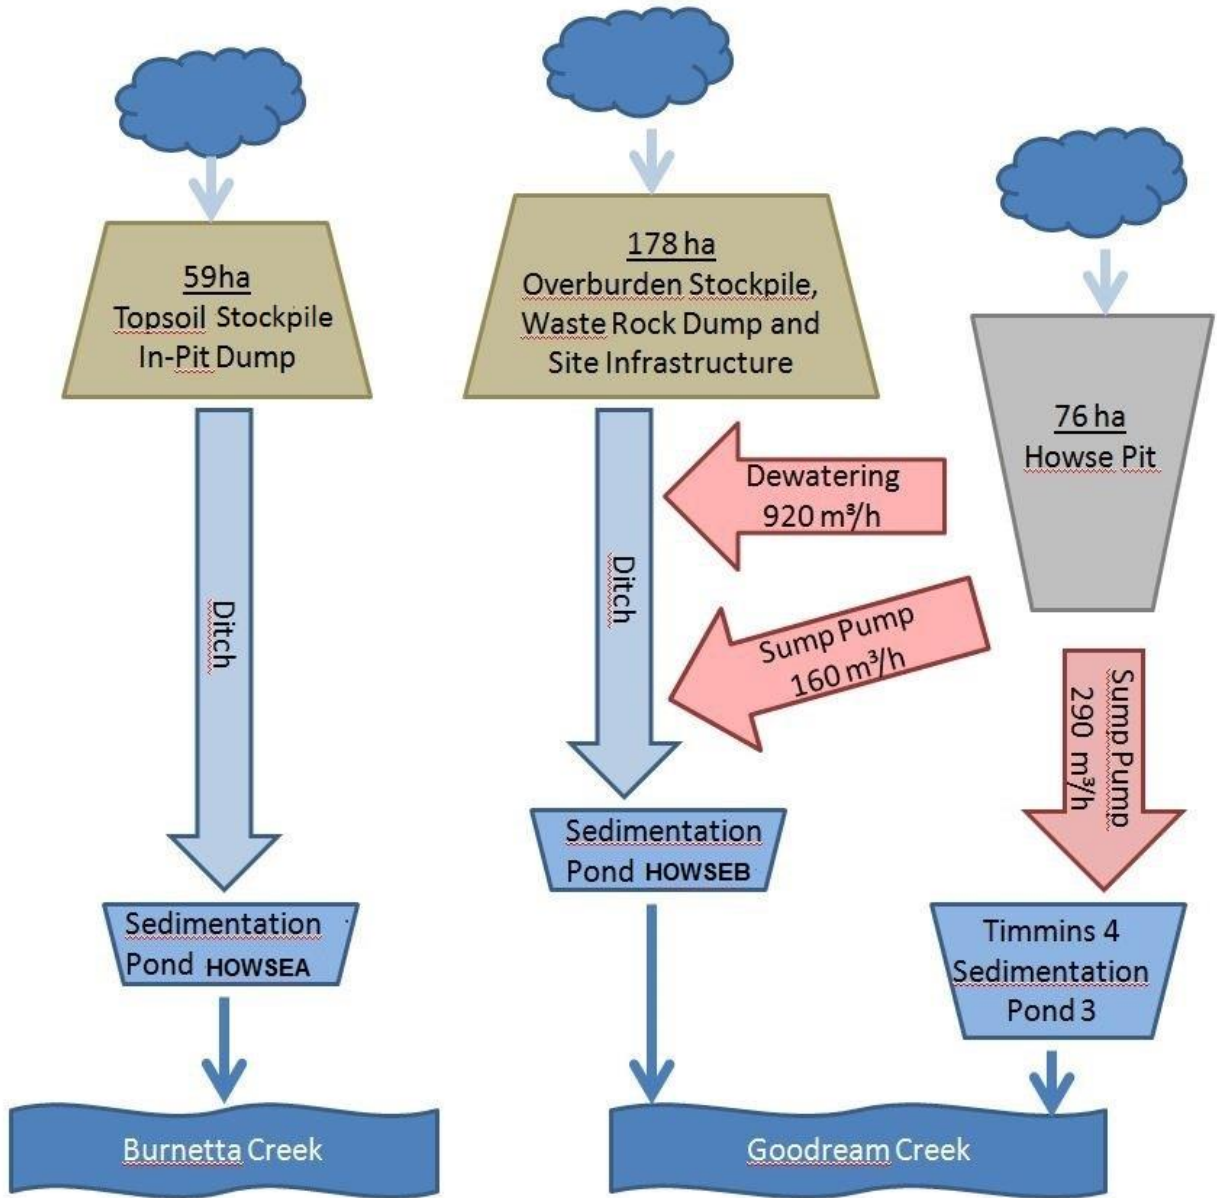 59ha
Topsoil Stockpile
In-Pit Dump
178 ha
Overburden Stockpile,
Waste Rock Dump and
Site Infrastructure
76 ha
Howse Pit
Dewatering
920 m³/h
Ditch
Ditch
Sump Pump
160 m³/h
Sump Pump
290 m³/h
Sedimentation
Pond HOWSEB
Sedimentation
Pond HOWSEA
Timmins 4
Sedimentation
Pond 3
Burnetta Creek
Goodream Creek